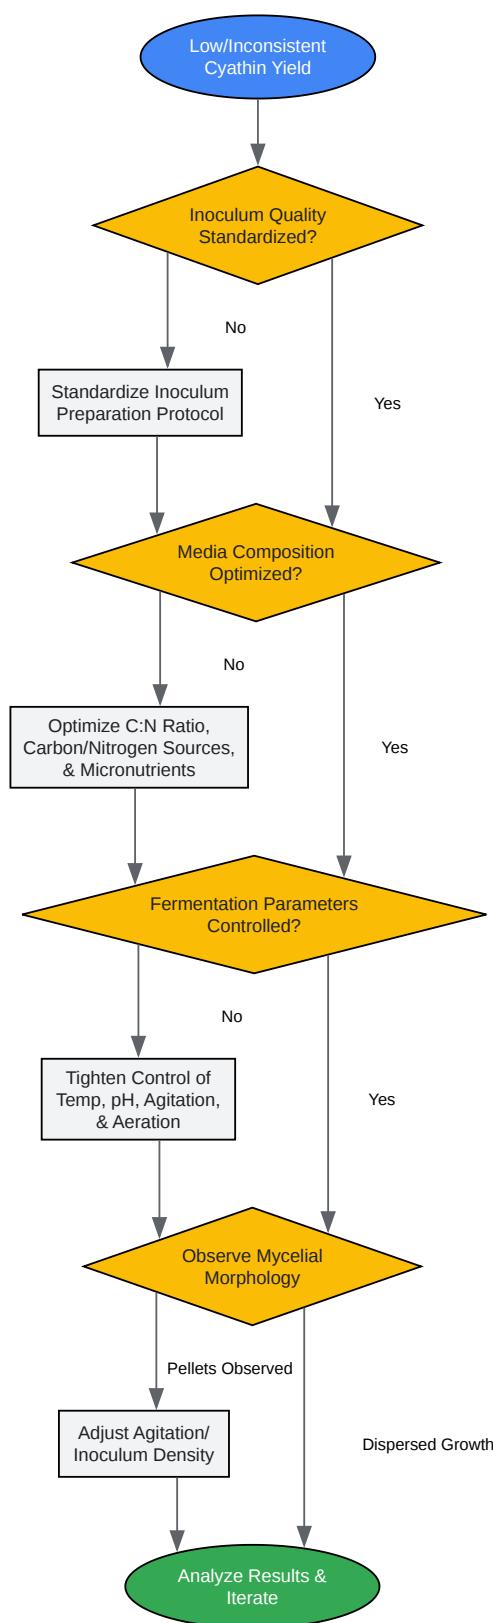 Low/Inconsistent
Cyathin Yield
Inoculum Quality
Standardized?
No
Standardize Inoculum
Preparation Protocol
Yes
Media Composition
Optimized?
No
Optimize C:N Ratio,
Carbon/Nitrogen Sources,
& Micronutrients
Yes
Fermentation Parameters
Controlled?
No
Tighten Control of
Temp, pH, Agitation,
& Aeration
Yes
Observe Mycelial
Morphology
Pellets Observed
Adjust Agitation/
Inoculum Density
Dispersed Growth
Analyze Results &
Iterate